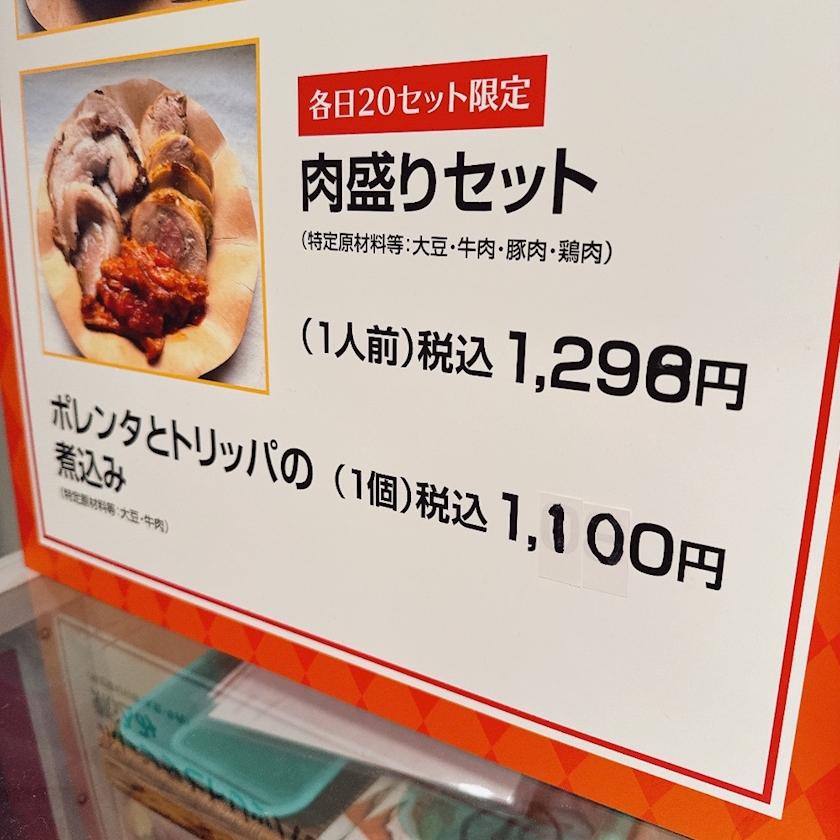 各日20セット限定
肉盛りセット
（特定原材料等：大豆・牛肉・豚肉・鶏肉）
（1人前）税込 1,296円
ポレンタとトリッパの
煮込み
（1個）税込 1,100円
（特定原材料等：大豆・牛肉）